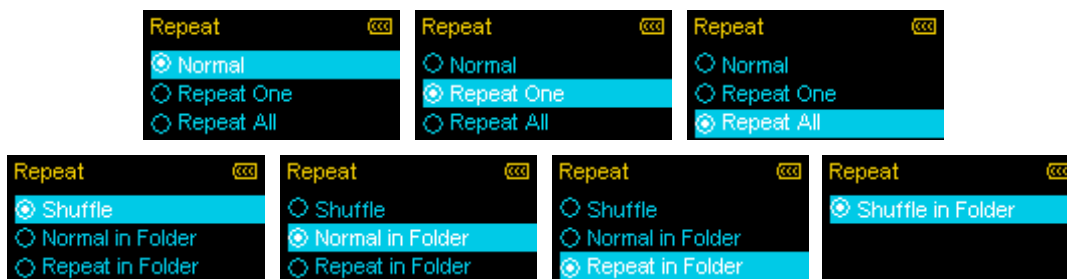 Repeat
Normal
Repeat One
Repeat All
Repeat
Normal
Repeat One
Repeat All
Repeat
Normal
Repeat One
Repeat All
Repeat
Shuffle
Normal in Folder
Repeat in Folder
Repeat
Shuffle
Normal in Folder
Repeat in Folder
Repeat
Shuffle
Normal in Folder
Repeat in Folder
Repeat
Shuffle in Folder